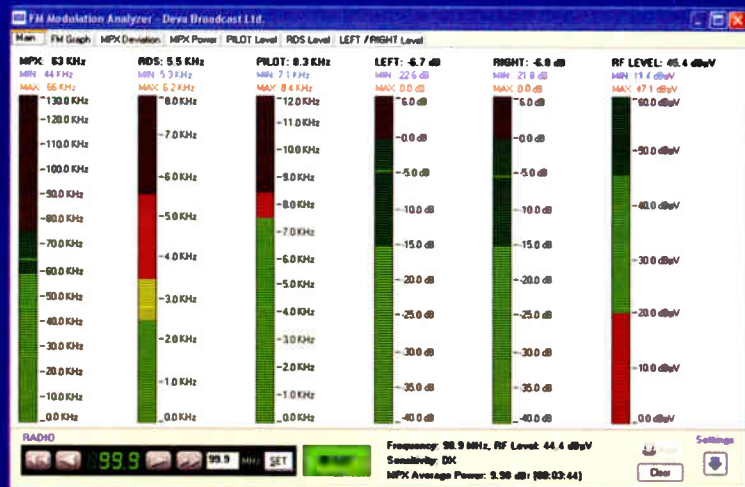 FM Modulation Analyzer - Deva Broadcast Ltd.
Main FM Graph MPX Deviation MPX Power PILOT Level RDS Level LEFT / RIGHT Level
MPX: 63 KHz
MIN 44 KHz
MAX 66 KHz
130.0 KHz
120.0 KHz
110.0 KHz
100.0 KHz
90.0 KHz
80.0 KHz
70.0 KHz
60.0 KHz
50.0 KHz
40.0 KHz
30.0 KHz
20.0 KHz
10.0 KHz
0.0 KHz
RDS: 5.5 KHz
MIN 5.3 KHz
MAX 6.2 KHz
8.0 KHz
7.0 KHz
6.0 KHz
5.0 KHz
4.0 KHz
3.0 KHz
2.0 KHz
1.0 KHz
0.0 KHz
PILOT: 8.3 KHz
MIN 7.1 KHz
MAX 8.4 KHz
12.0 KHz
11.0 KHz
10.0 KHz
9.0 KHz
8.0 KHz
7.0 KHz
6.0 KHz
5.0 KHz
4.0 KHz
3.0 KHz
2.0 KHz
1.0 KHz
0.0 KHz
LEFT: -6.7 dB
MIN 22.6 dB
MAX 0.0 dB
6.0 dB
0.0 dB
-5.0 dB
-10.0 dB
-15.0 dB
-20.0 dB
-25.0 dB
-30.0 dB
-35.0 dB
-40.0 dB
RIGHT: -6.8 dB
MIN 21.8 dB
MAX 0.0 dB
6.0 dB
0.0 dB
-5.0 dB
-10.0 dB
-15.0 dB
-20.0 dB
-25.0 dB
-30.0 dB
-35.0 dB
-40.0 dB
RF LEVEL: 45.4 dBµV
MIN dBµV
MAX 47.1 dBµV
60.0 dBµV
50.0 dBµV
40.0 dBµV
30.0 dBµV
20.0 dBµV
10.0 dBµV
0.0 dBµV
RADIO
99.9 99.9 MHz SET
Frequency: 98.9 MHz, RF Level: 44.4 dBµV
Sensitivity: DX
MPX Average Power: 9.98 dBr [00:03:44]
Clear
Settings